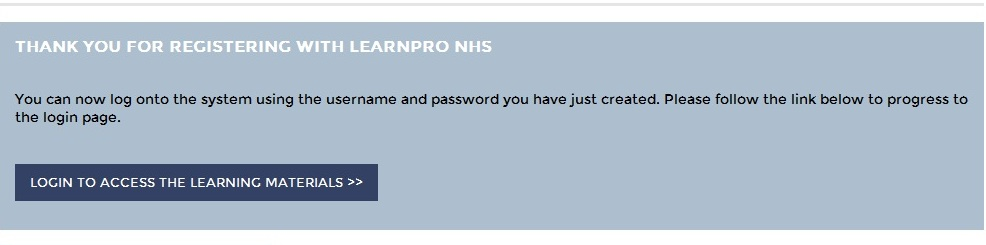 THANK YOU FOR REGISTERING WITH LEARNPRO NHS
You can now log onto the system using the username and password you have just created. Please follow the link below to progress to
the login page.
LOGIN TO ACCESS THE LEARNING MATERIALS >>